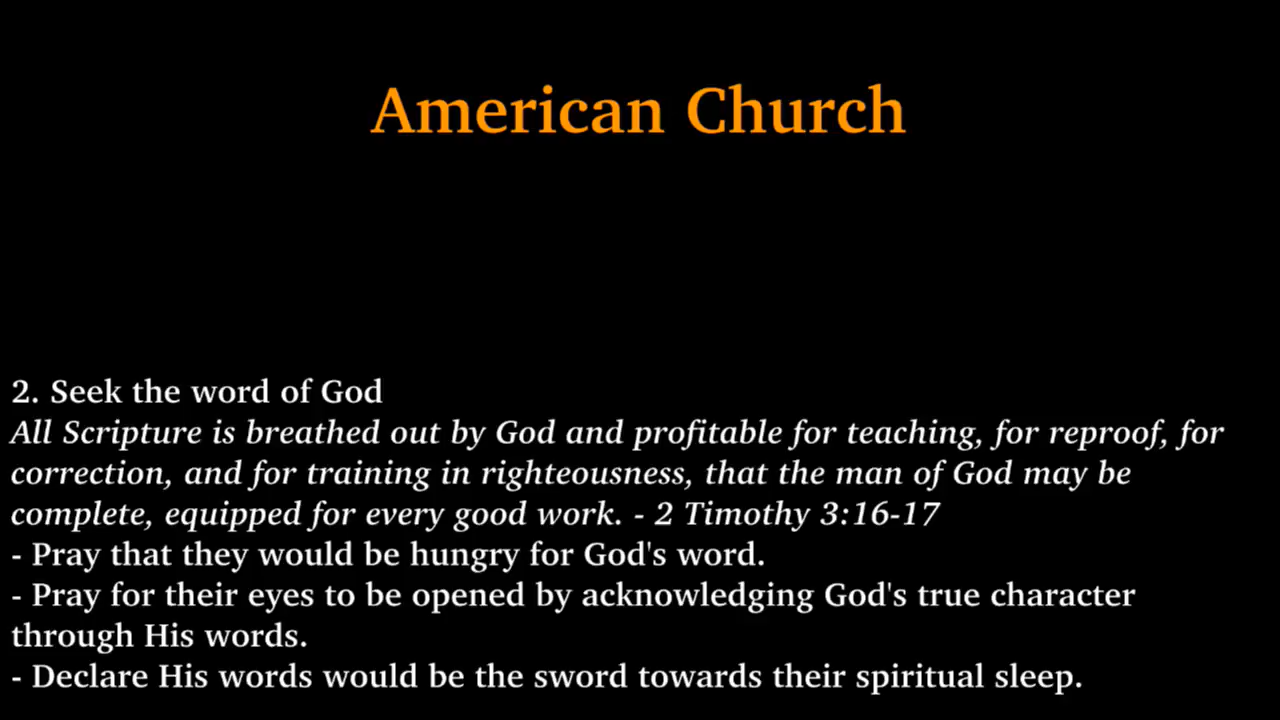 American Church
2. Seek the word of God
All Scripture is breathed out by God and profitable for teaching, for reproof, for
correction, and for training in righteousness, that the man of God may be
complete, equipped for every good work. - 2 Timothy 3:16-17
- Pray that they would be hungry for God's word.
- Pray for their eyes to be opened by acknowledging God's true character
through His words.
- Declare His words would be the sword towards their spiritual sleep.